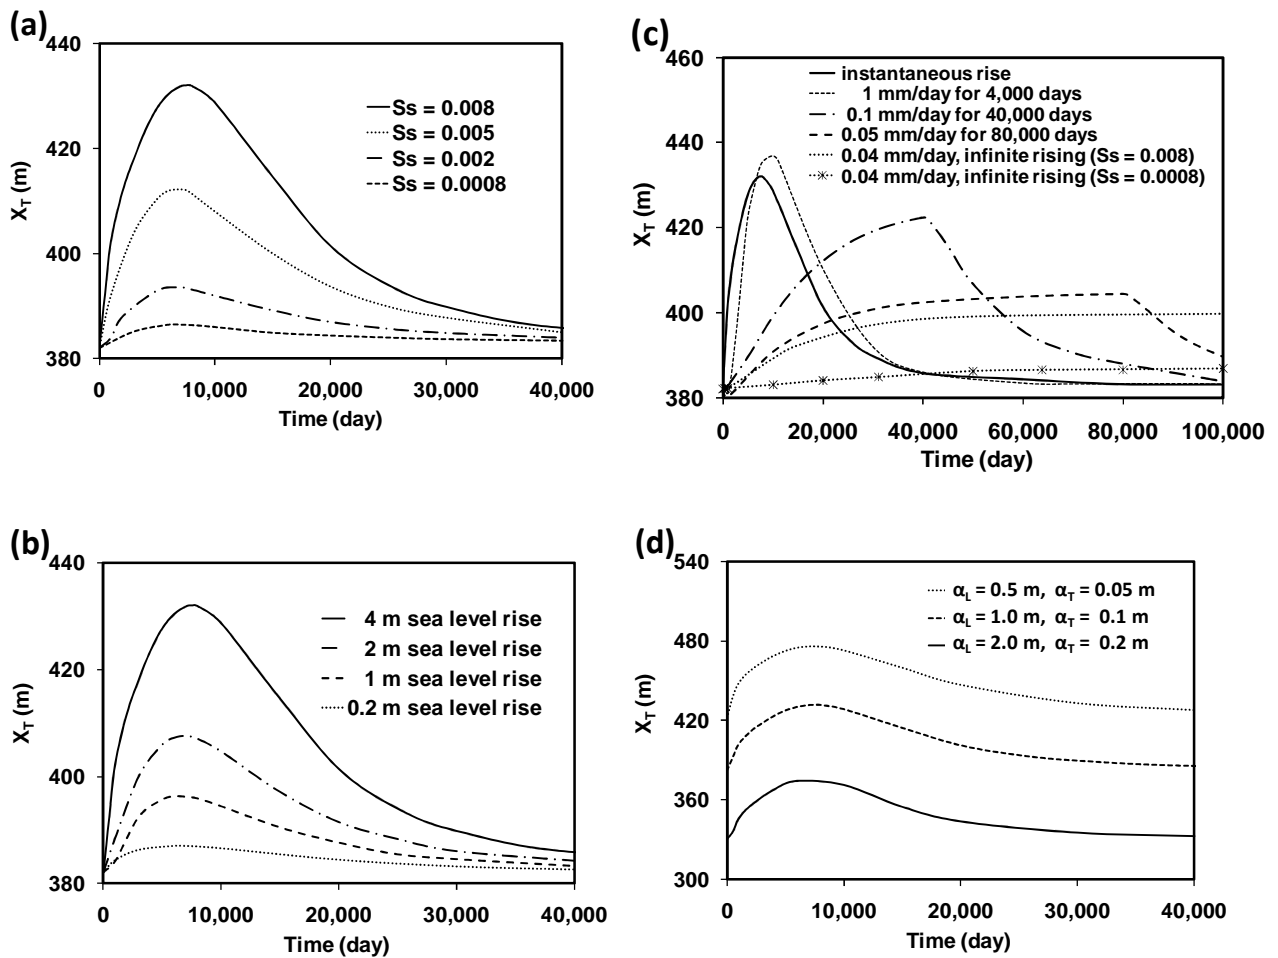 (a)
440
420
400
380
X_T (m)
Ss = 0.008
Ss = 0.005
Ss = 0.002
Ss = 0.0008
0 10,000 20,000 30,000 40,000
Time (day)
(c)
460
440
420
400
380
X_T (m)
instantaneous rise
1 mm/day for 4,000 days
0.1 mm/day for 40,000 days
0.05 mm/day for 80,000 days
0.04 mm/day, infinite rising (Ss = 0.008)
0.04 mm/day, infinite rising (Ss = 0.0008)
0 20,000 40,000 60,000 80,000 100,000
Time (day)
(b)
440
420
400
380
X_T (m)
4 m sea level rise
2 m sea level rise
1 m sea level rise
0.2 m sea level rise
0 10,000 20,000 30,000 40,000
Time (day)
(d)
540
480
420
360
300
X_T (m)
α_L = 0.5 m, α_T = 0.05 m
α_L = 1.0 m, α_T = 0.1 m
α_L = 2.0 m, α_T = 0.2 m
0 10,000 20,000 30,000 40,000
Time (day)